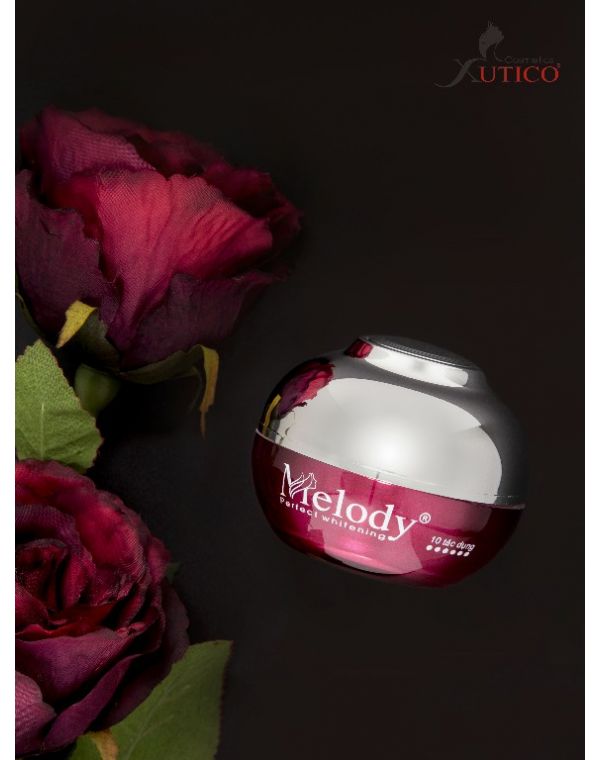 Cosmetics
XUTICO®
Melody®
Perfect whitening
10 tác dụng